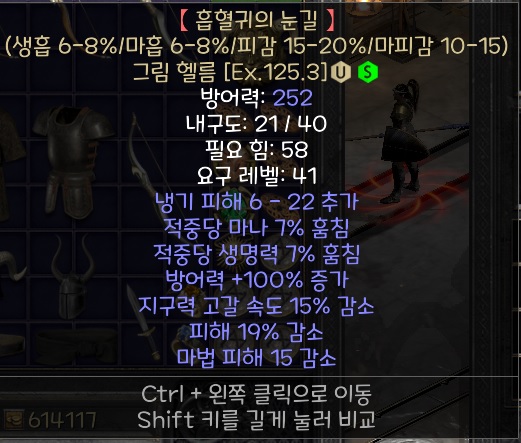 【 흡혈귀의 눈길 】
(생흡 6-8%/마흡 6-8%/피감 15-20%/마피감 10-15)
그림 헬름 [Ex.125.3] U S
방어력: 252
내구도: 21 / 40
필요 힘: 58
요구 레벨: 41
냉기 피해 6 - 22 추가
적중당 마나 7% 훔침
적중당 생명력 7% 훔침
방어력 +100% 증가
지구력 고갈 속도 15% 감소
피해 19% 감소
마법 피해 15 감소
Ctrl + 왼쪽 클릭으로 이동
614117
Shift 키를 길게 눌러 비교